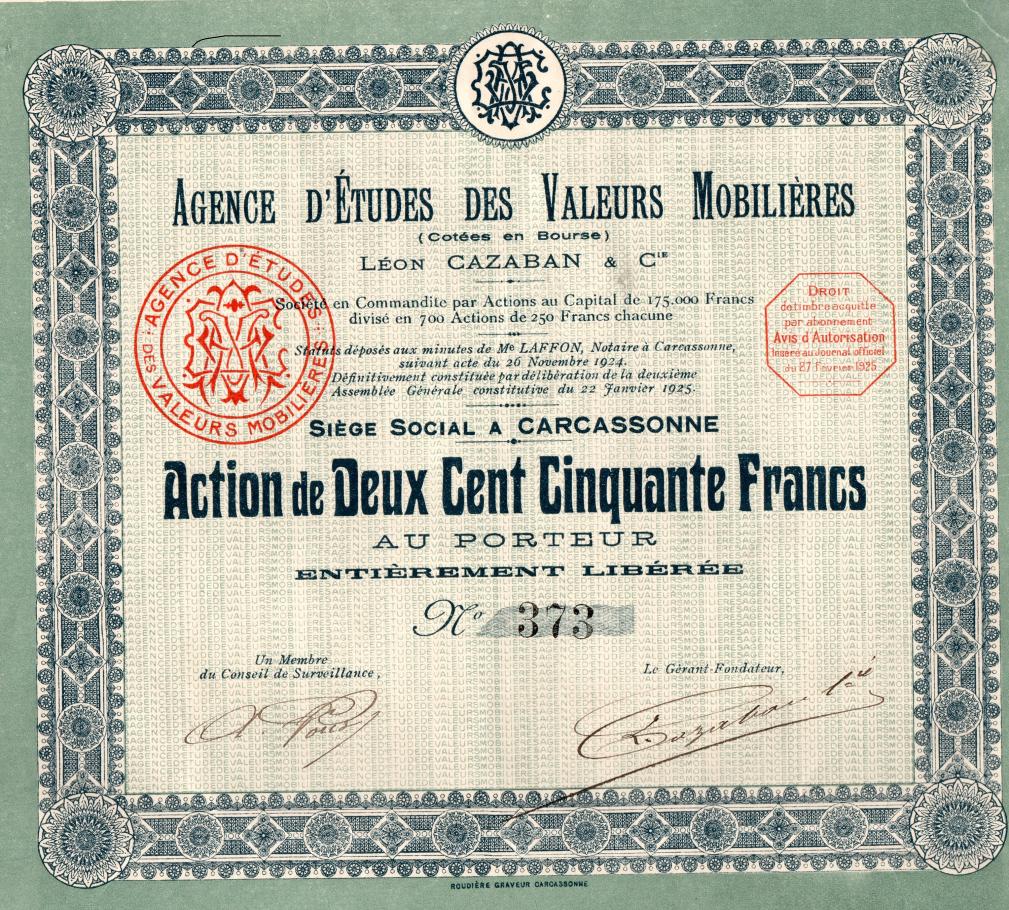 AGENCE D'ÉTUDES DES VALEURS MOBILIÈRES
(Cotées en Bourse)
LÉON CAZABAN & CIE
Société en Commandite par Actions au Capital de 175.000 Francs
divisé en 700 Actions de 250 Francs chacune
Statuts déposés aux minutes de Me LAFFON, Notaire à Carcassonne,
suivant acte du 26 Novembre 1924.
Définitivement constituée par délibération de la deuxième
Assemblée Générale constitutive du 22 Janvier 1925.
AGENCE D'ÉTUDES
DES VALEURS MOBILIÈRES
DROIT
de timbre acquitté
par abonnement
Avis d'Autorisation
Inséré au Journal officiel
du 27 Février 1925
SIÈGE SOCIAL A CARCASSONNE
Action de Deux Cent Cinquante Francs
AU PORTEUR
ENTIÈREMENT LIBÉRÉE
No 373
Un Membre
du Conseil de Surveillance,
Le Gérant-Fondateur,
L. Cazaban & Cie
ROUDIÈRE GRAVEUR CARCASSONNE